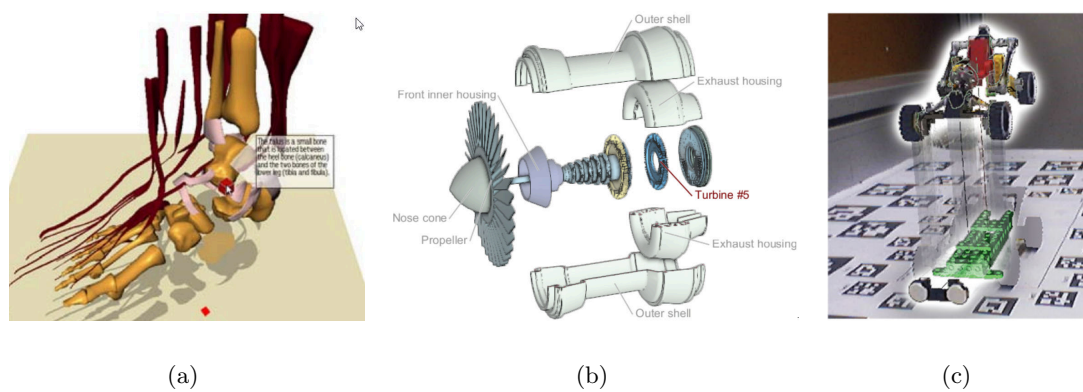 The talus is a small bone
that is located between
the heel bone (calcaneus)
and the two bones of the
lower leg (tibia and fibula).
(a)
Outer shell
Exhaust housing
Front inner housing
Turbine #5
Nose cone
Propeller
Exhaust housing
Outer shell
(b)
(c)